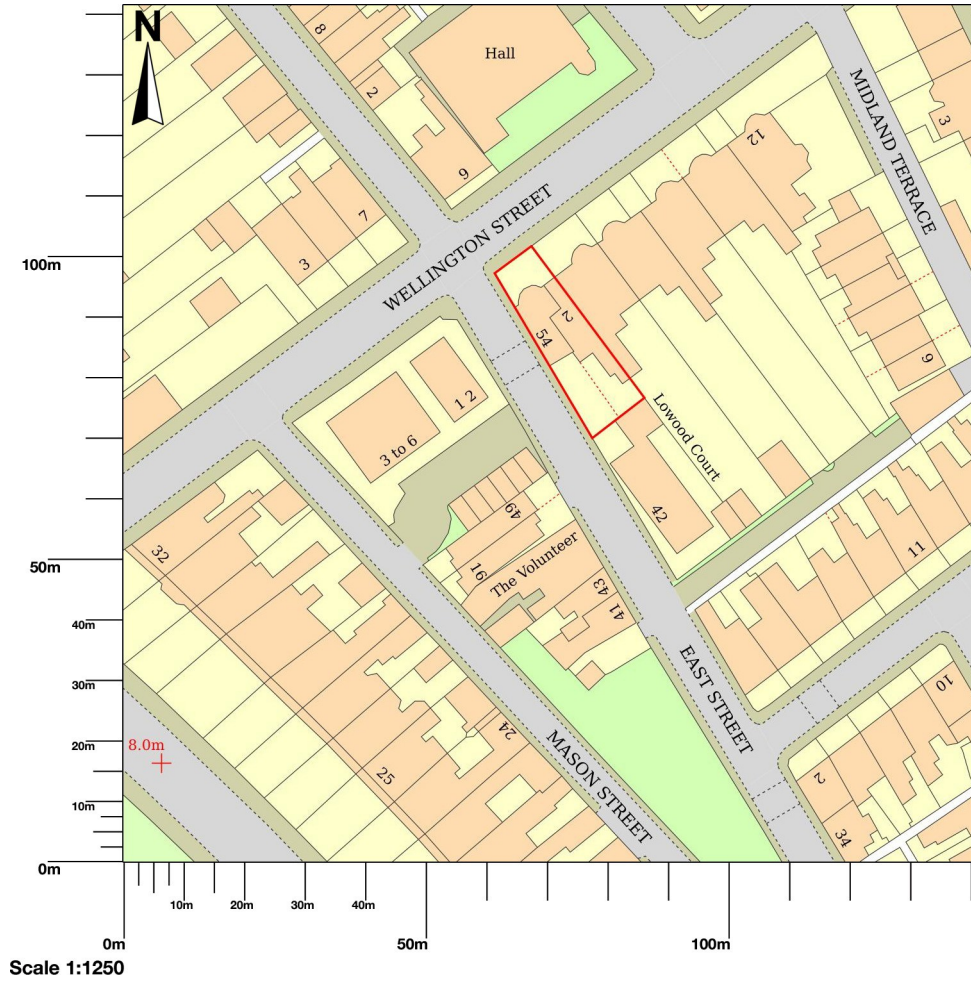 N
8
Hall
2
9
MIDLAND TERRACE
3
12
7
3
WELLINGTON STREET
100m
2
54
9
1 2
3 to 6
Lowood Court
49
42
32
16
The Volunteer
43
41
11
50m
40m
30m
20m
10m
0m
EAST STREET
10
8.0m
24
25
MASON STREET
2
34
10m
20m
30m
40m
0m
50m
100m
Scale 1:1250